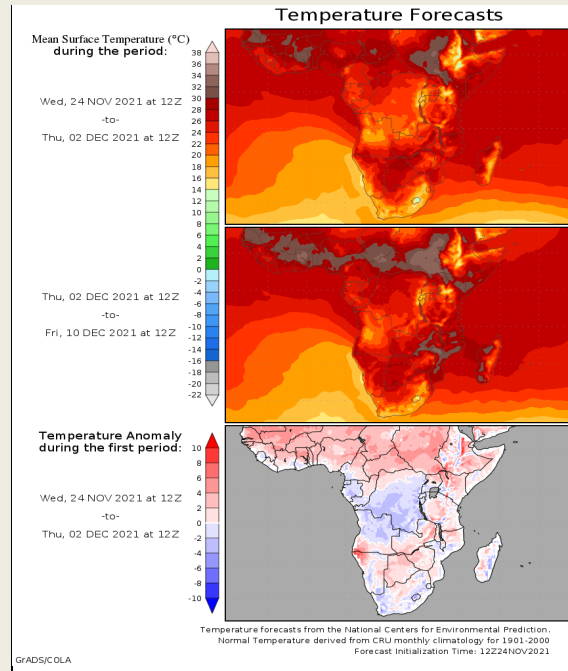 Temperature Forecasts
Mean Surface Temperature (°C)
during the period:
Wed, 24 NOV 2021 at 12Z
-to-
Thu, 02 DEC 2021 at 12Z
38
36
34
32
30
28
26
24
22
20
18
16
14
12
10
8
6
4
2
0
-2
-4
-6
-8
-10
-12
-14
-16
-18
-20
-22
Thu, 02 DEC 2021 at 12Z
-to-
Fri, 10 DEC 2021 at 12Z
Temperature Anomaly
during the first period:
Wed, 24 NOV 2021 at 12Z
-to-
Thu, 02 DEC 2021 at 12Z
10
8
6
4
2
0
-2
-4
-6
-8
-10
Temperature forecasts from the National Centers for Environmental Prediction.
Normal Temperature derived from CRU monthly climatology for 1901-2000
Forecast Initialization Time: 12Z24NOV2021
GrADS/COLA